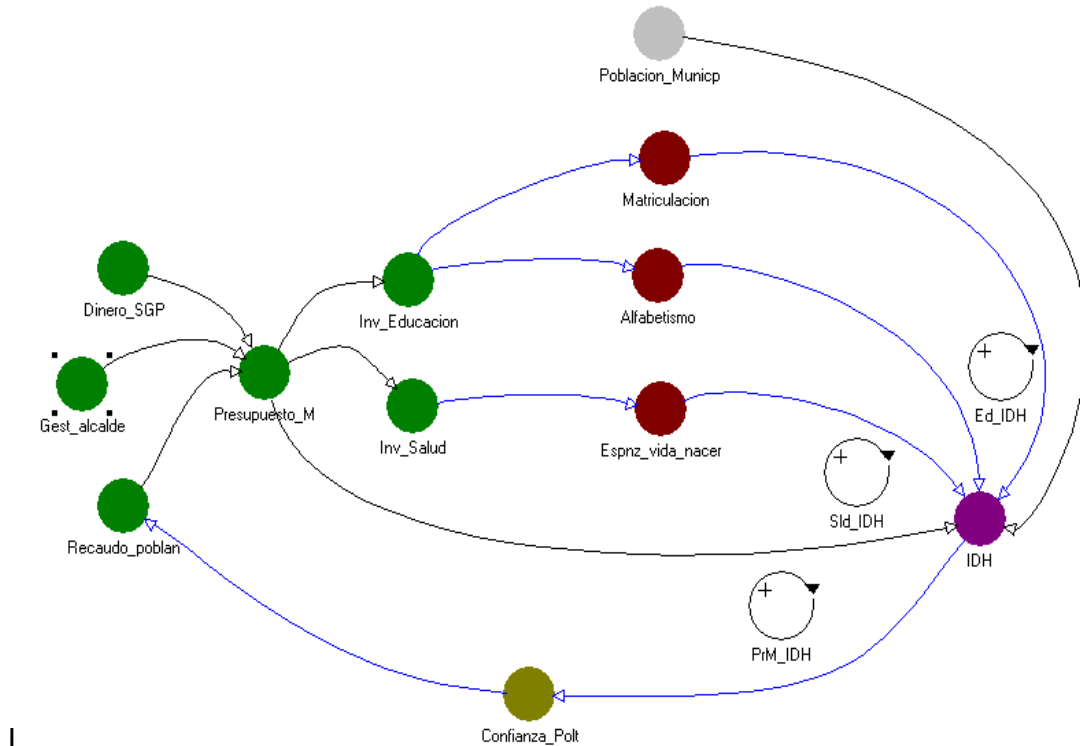 Poblacion_Municp
Matriculacion
Dinero_SGP
Inv_Educacion
Alfabetismo
Gest_alcalde
Presupuesto_M
Inv_Salud
Espnz_vida_nacer
+
Ed_IDH
+
Sld_IDH
Recaudo_poblan
IDH
+
PrM_IDH
Confianza_Polt